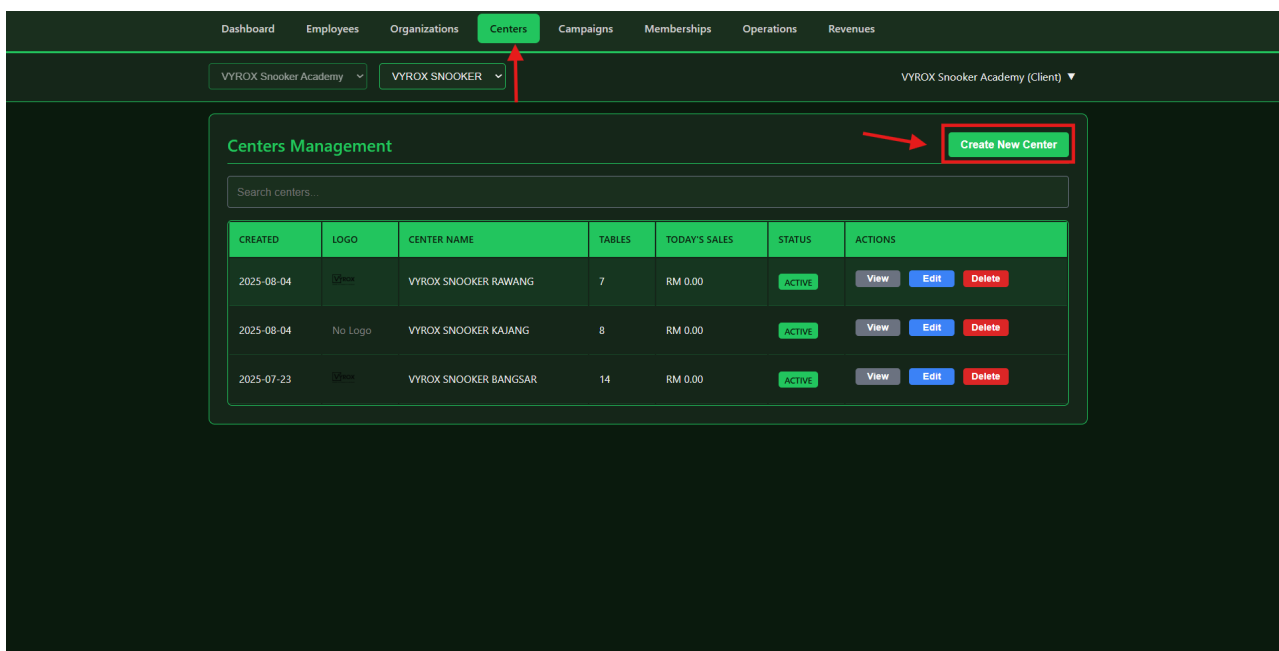 Dashboard Employees Organizations Centers Campaigns Memberships Operations Revenues
VYROX Snooker Academy VYROX SNOOKER VYROX Snooker Academy (Client) ▼
Centers Management Create New Center
Search centers...
CREATED LOGO CENTER NAME TABLES TODAY'S SALES STATUS ACTIONS
2025-08-04 VYROX SNOOKER RAWANG 7 RM 0.00 ACTIVE View Edit Delete
2025-08-04 No Logo VYROX SNOOKER KAJANG 8 RM 0.00 ACTIVE View Edit Delete
2025-07-23 VYROX SNOOKER BANGSAR 14 RM 0.00 ACTIVE View Edit Delete